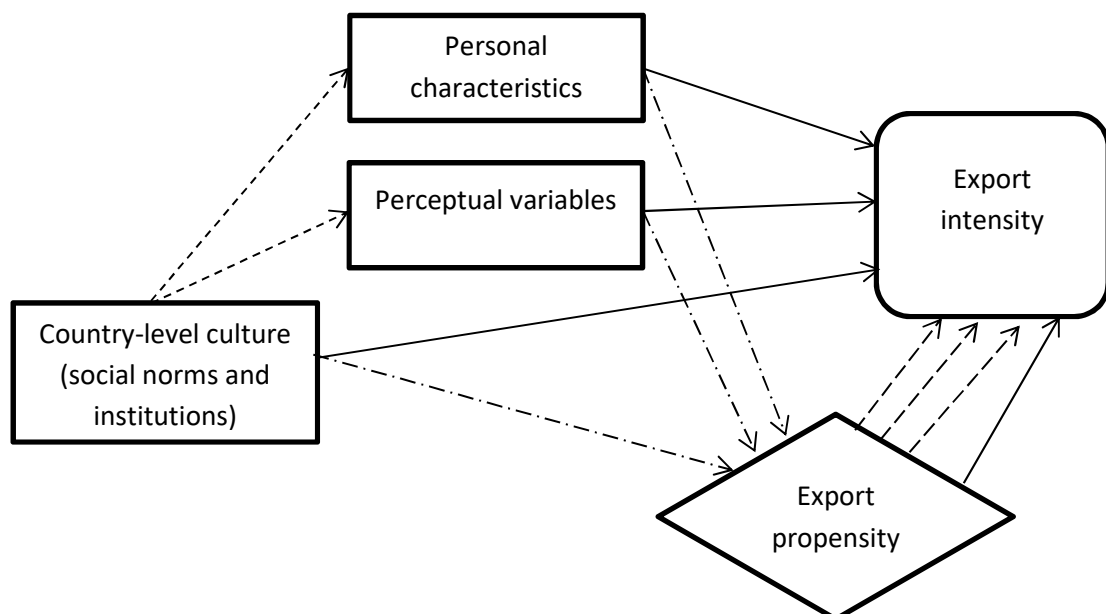 Personal
characteristics
Perceptual variables
Export
intensity
Country-level culture
(social norms and
institutions)
Export
propensity